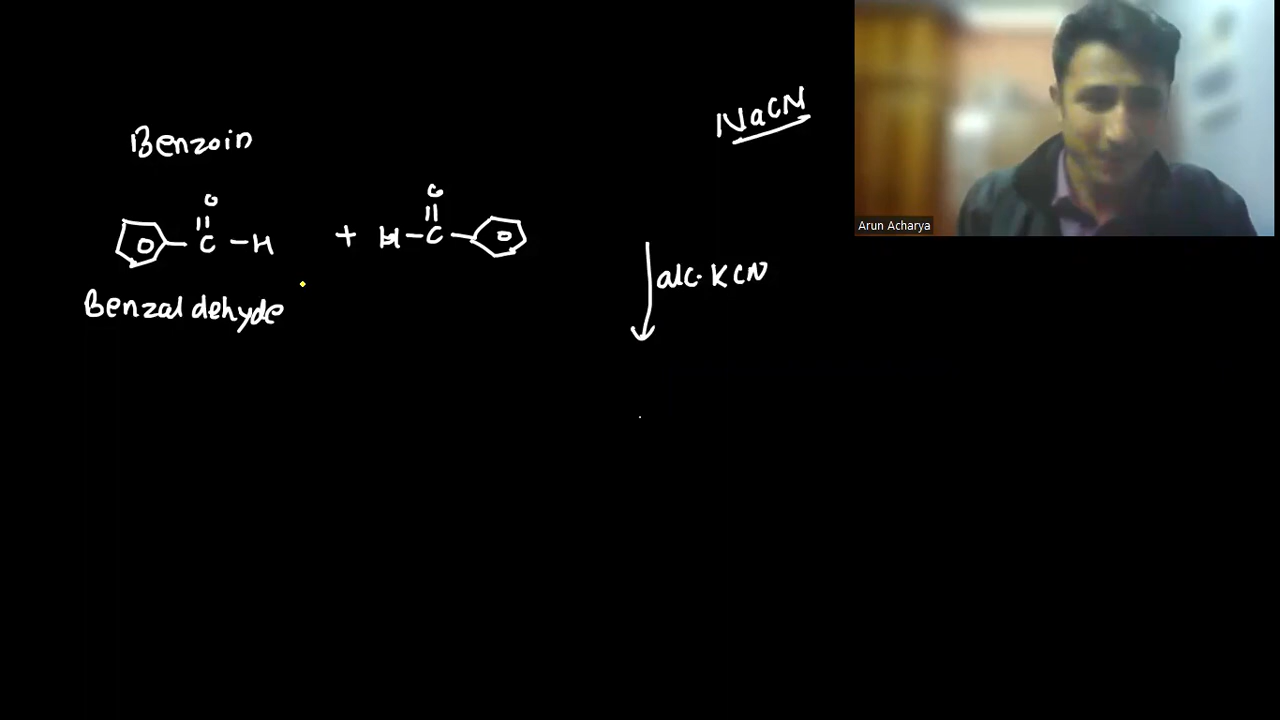 NaCN
Benzoin
O O
|| ||
C – H + H – C
alc. KCN
Benzaldehyde
Arun Acharya